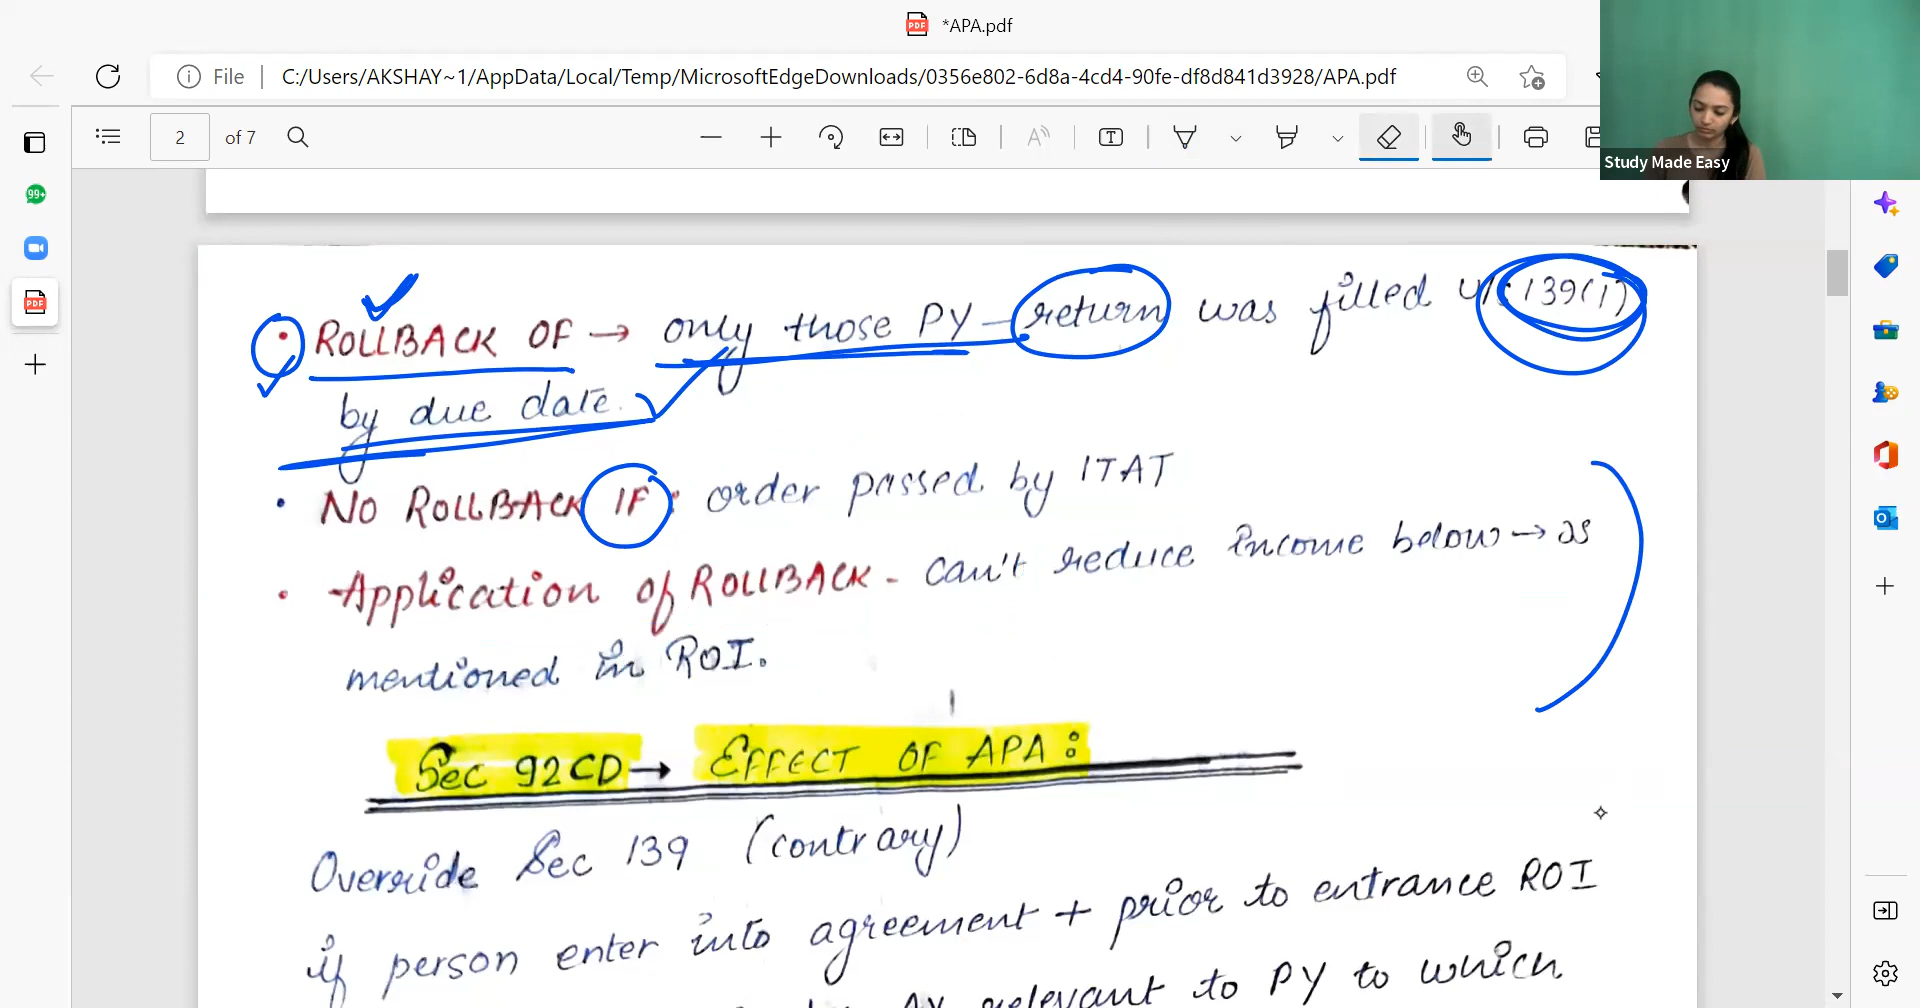 *APA.pdf
File
C:/Users/AKSHAY~1/AppData/Local/Temp/MicrosoftEdgeDownloads/0356e802-6d8a-4cd4-90fe-df8d841d3928/APA.pdf
2 of 7
Study Made Easy
99+
• ROLLBACK OF → only those PY - return was filled u/s 139(1)
by due date.
• NO ROLLBACK IF : order passed by ITAT
• Application of ROLLBACK - can't reduce income below → as
mentioned in ROI.
Sec 92CD → EFFECT OF APA :
Override Sec 139 (contrary)
if person enter into agreement + prior to entrance ROI
AY relevant to PY to which